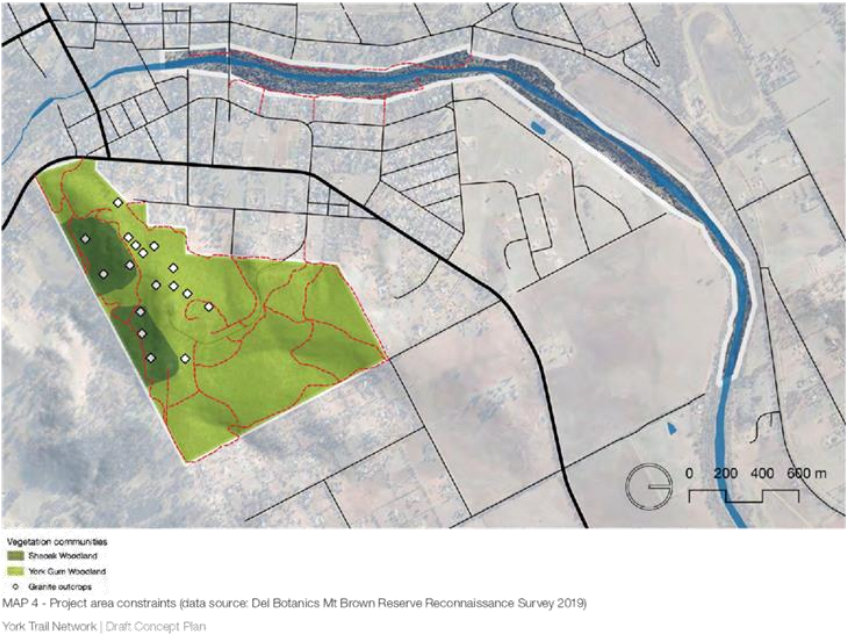 0 200 400 600 m
Vegetation communities
Sheoak Woodland
York Gum Woodland
Granite outcrops
MAP 4 - Project area constraints (data source: Del Botanics Mt Brown Reserve Reconnaissance Survey 2019)
York Trail Network | Draft Concept Plan